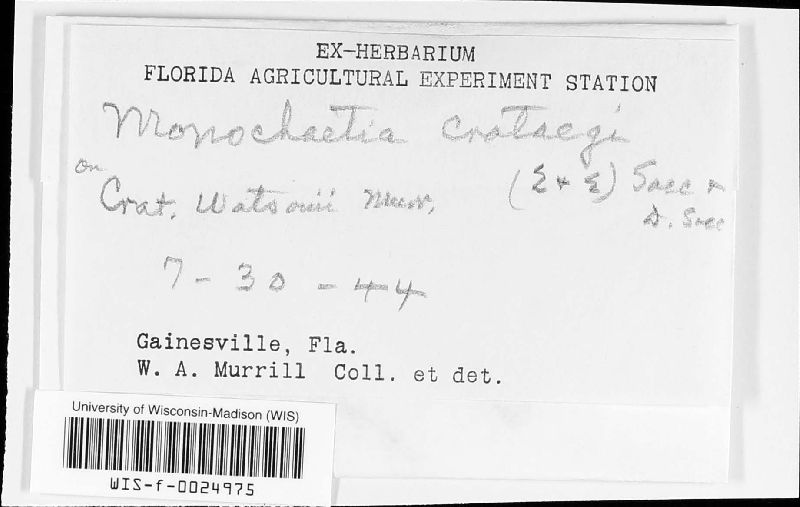 EX-HERBARIUM
FLORIDA AGRICULTURAL EXPERIMENT STATION
Monochaetia crataegi
on (E & E) Sacc &
Crat. Watsonii Murr. D. Sacc
7-30-44
Gainesville, Fla.
W. A. Murrill Coll. et det.
University of Wisconsin-Madison (WIS)
WIS-f-0024975